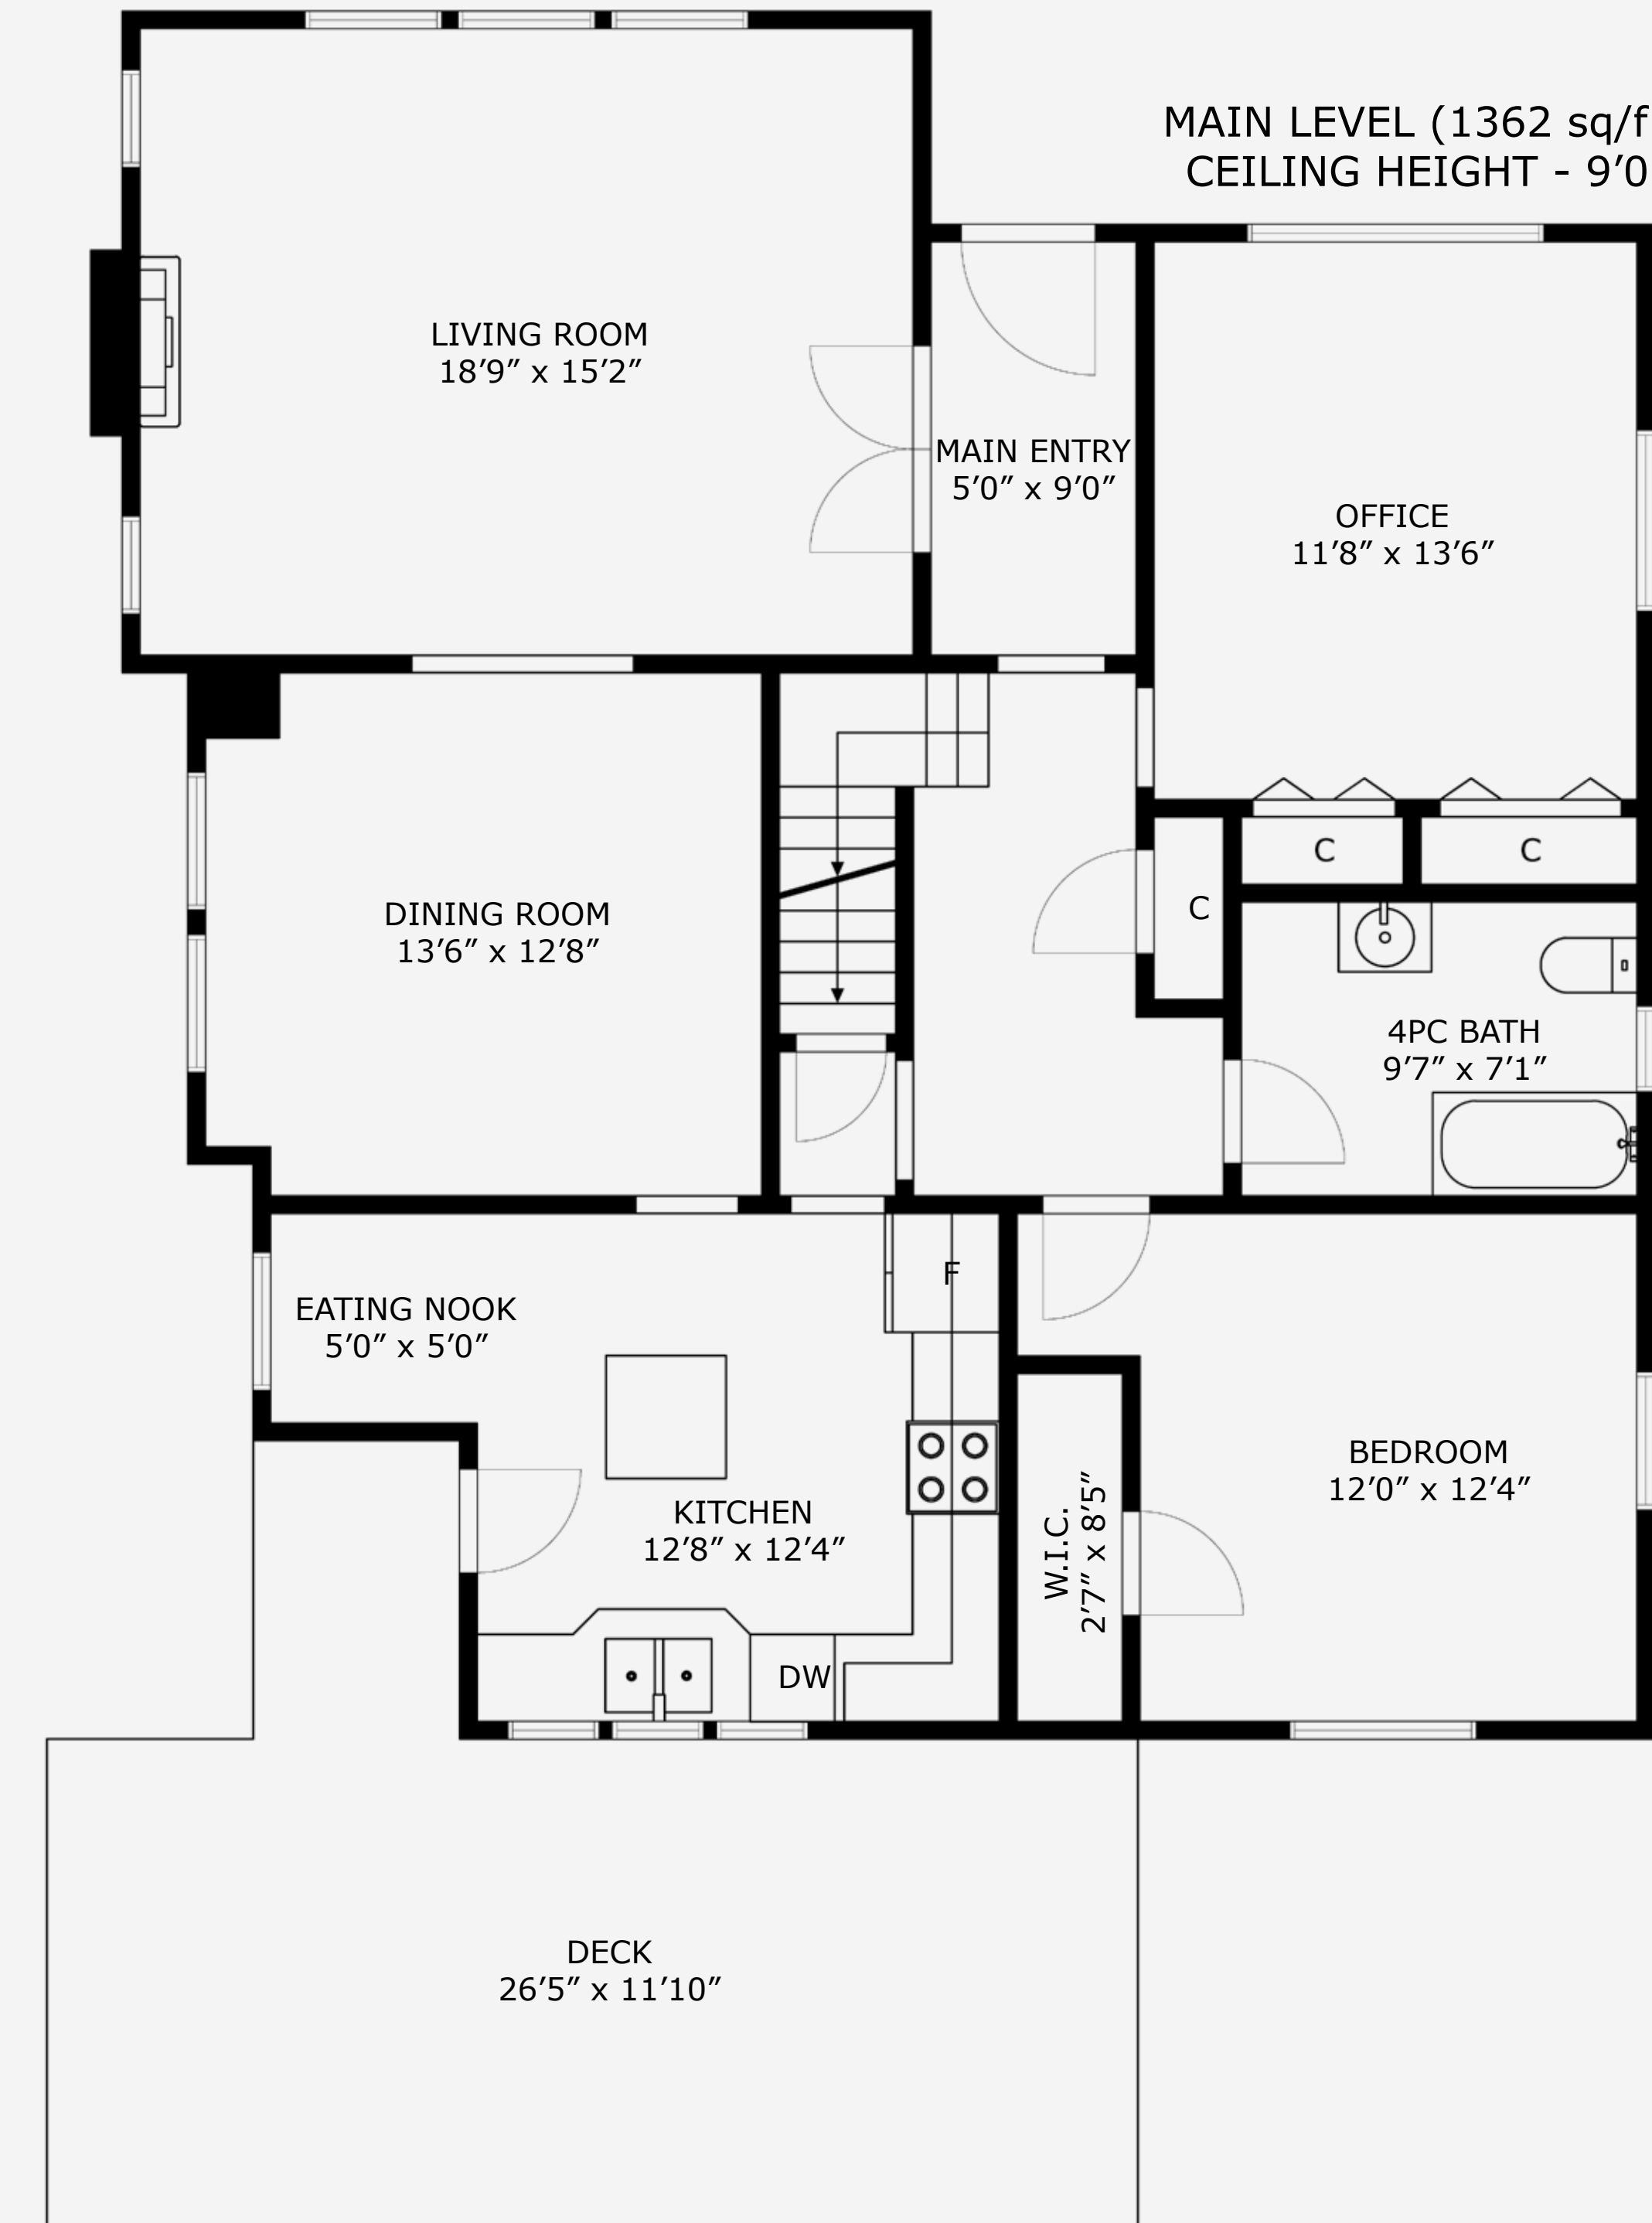 MAIN LEVEL (1362 sq/f
CEILING HEIGHT - 9’0
LIVING ROOM
18’9” x 15’2”
MAIN ENTRY
5’0” x 9’0”
OFFICE
11’8” x 13’6”
C
C
C
DINING ROOM
13’6” x 12’8”
4PC BATH
9’7” x 7’1”
F
EATING NOOK
5’0” x 5’0”
KITCHEN
12’8” x 12’4”
W.I.C.
2’7” x 8’5”
BEDROOM
12’0” x 12’4”
DW
DECK
26’5” x 11’10”